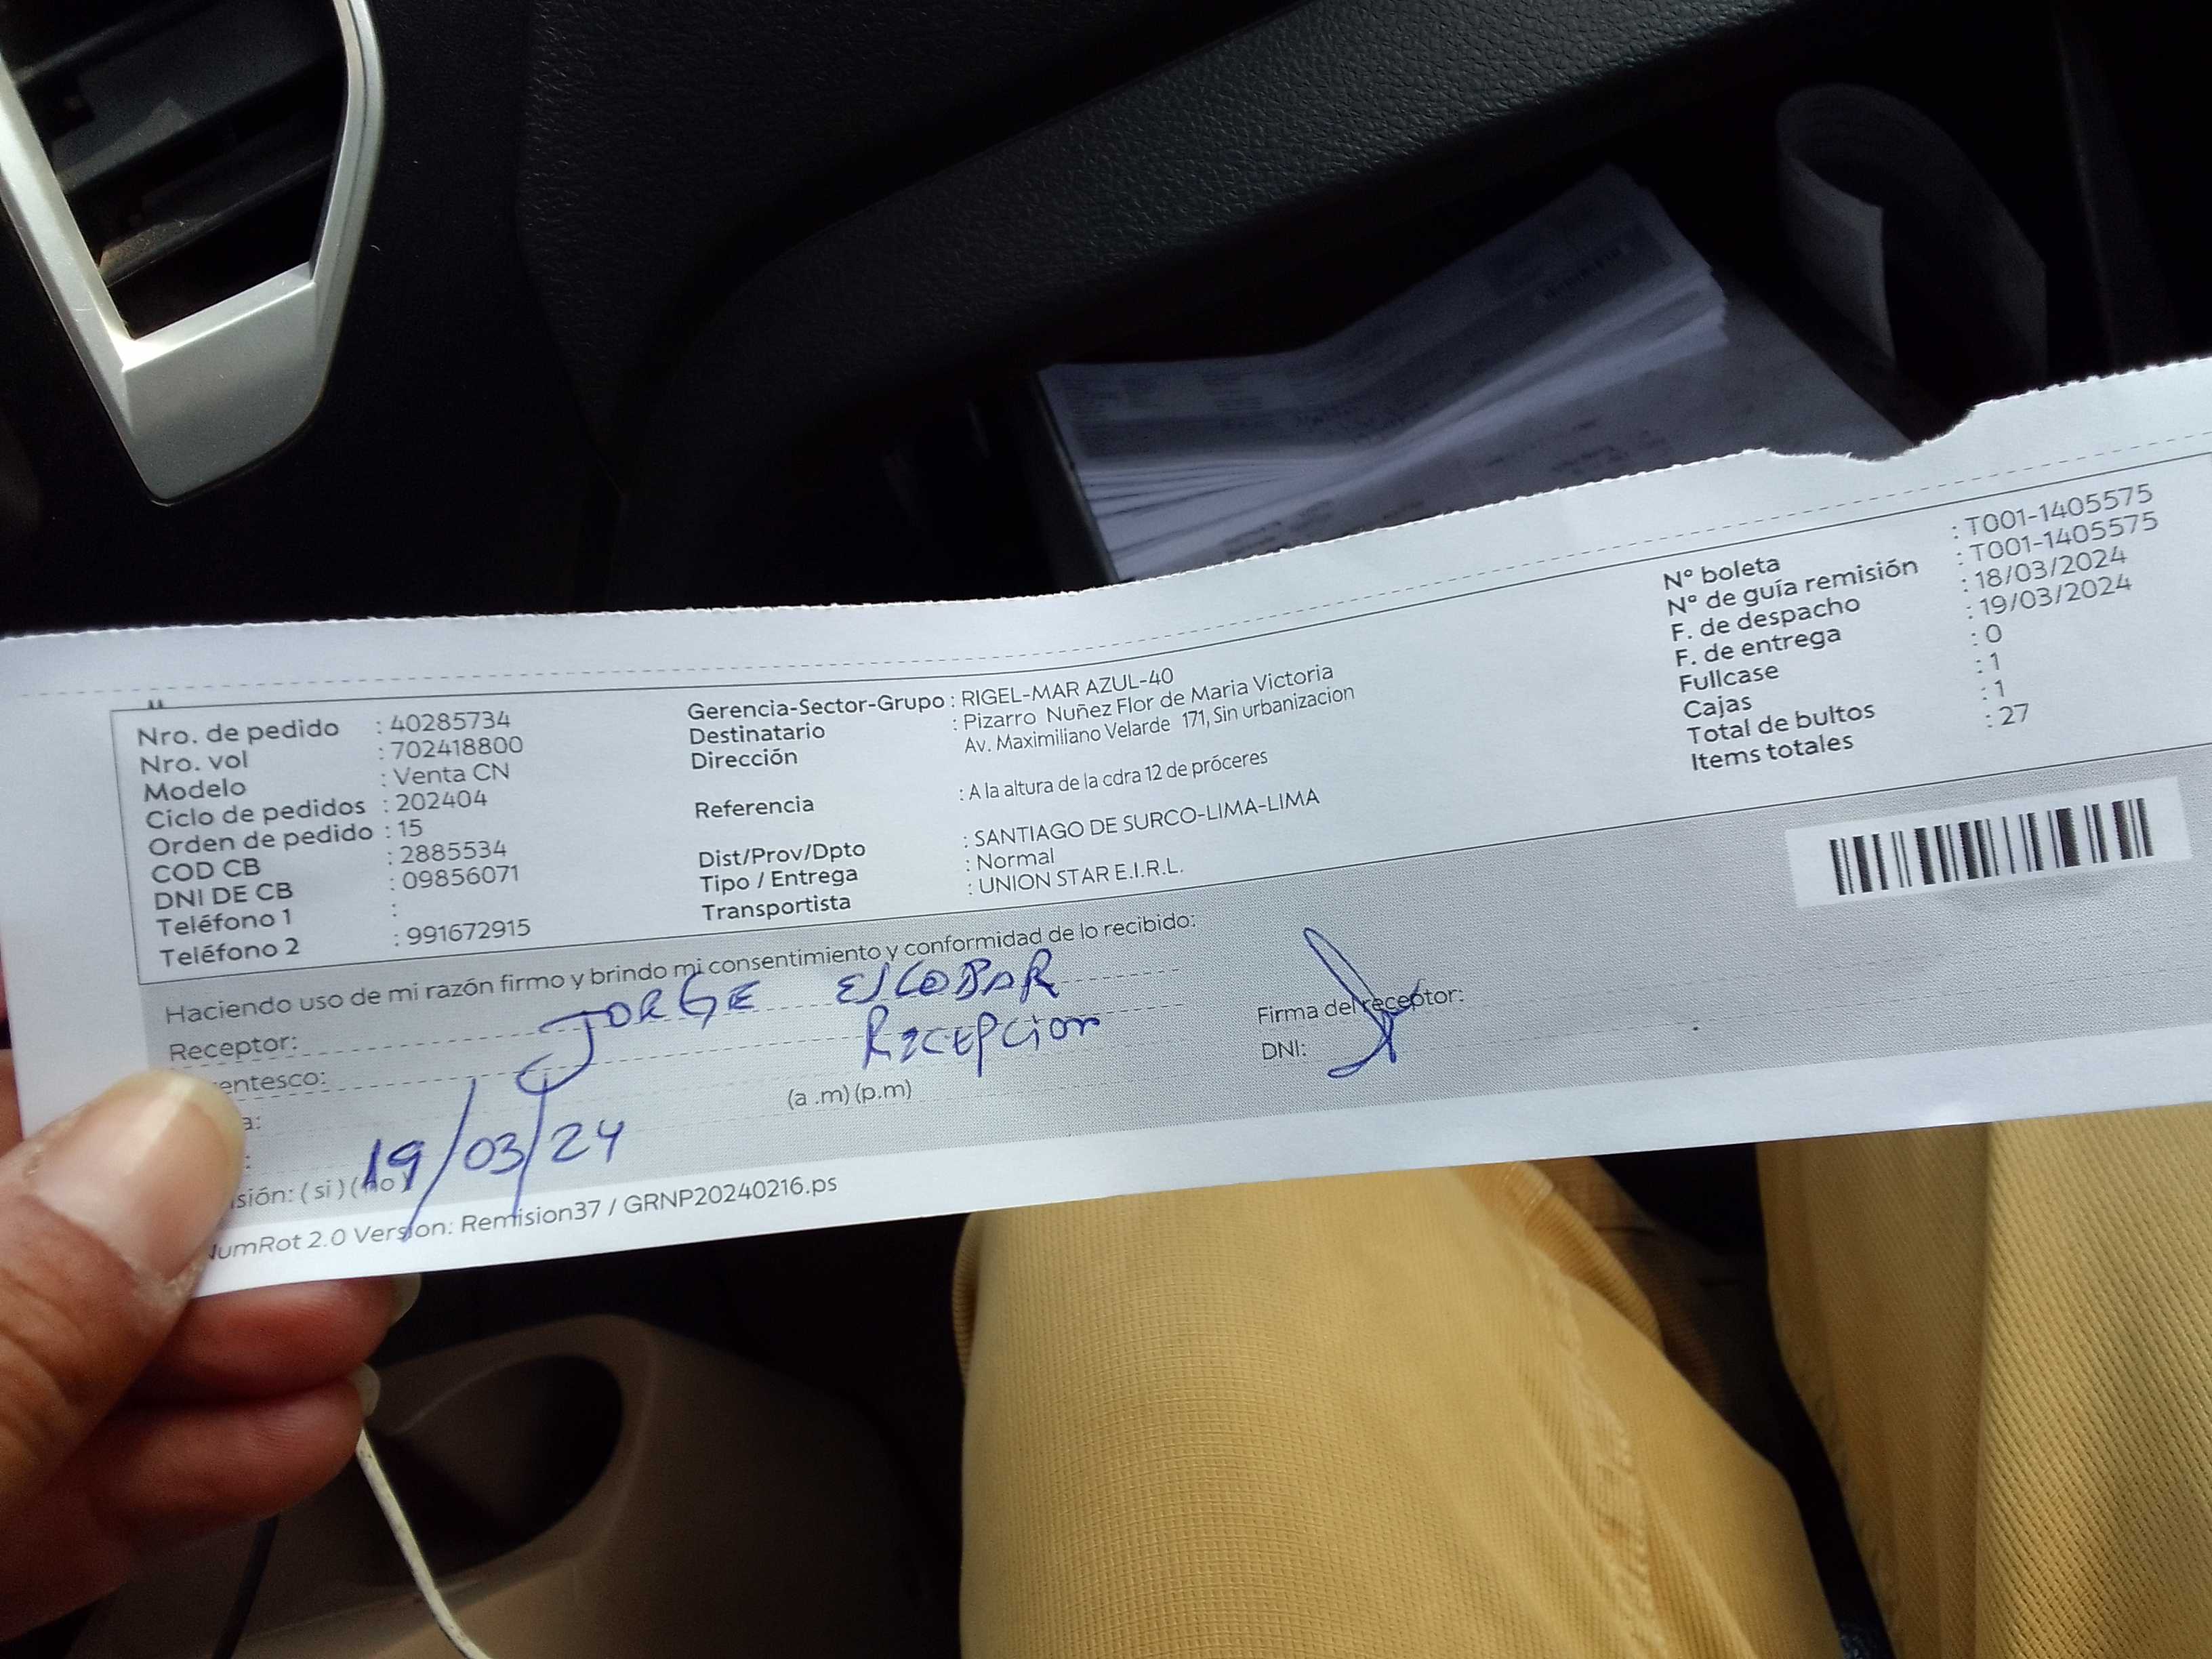 Nro. de pedido : 40285734
Nro. vol : 702418800
Modelo : Venta CN
Ciclo de pedidos : 202404
Orden de pedido : 15
COD CB : 2885534
DNI DE CB : 09856071
Teléfono 1 :
Teléfono 2 : 991672915
Gerencia-Sector-Grupo : RIGEL-MAR AZUL-40
Destinatario : Pizarro Nuñez Flor de Maria Victoria
Dirección Av. Maximiliano Velarde 171, Sin urbanizacion
Referencia : A la altura de la cdra 12 de próceres
Dist/Prov/Dpto : SANTIAGO DE SURCO-LIMA-LIMA
Tipo / Entrega : Normal
Transportista : UNION STAR E.I.R.L.
N° boleta : T001-1405575
N° de guía remisión : T001-1405575
F. de despacho : 18/03/2024
F. de entrega : 19/03/2024
Fullcase : 0
Cajas : 1
Total de bultos : 1
Items totales : 27
Haciendo uso de mi razón firmo y brindo mi consentimiento y conformidad de lo recibido:
Receptor: JORGE ESCOBAR
entesco: RECEPCION
a:
: 19/03/24 (a .m) (p.m)
sión: ( si ) ( no )
Firma del receptor:
DNI:
NumRot 2.0 Version: Remision37 / GRNP20240216.ps